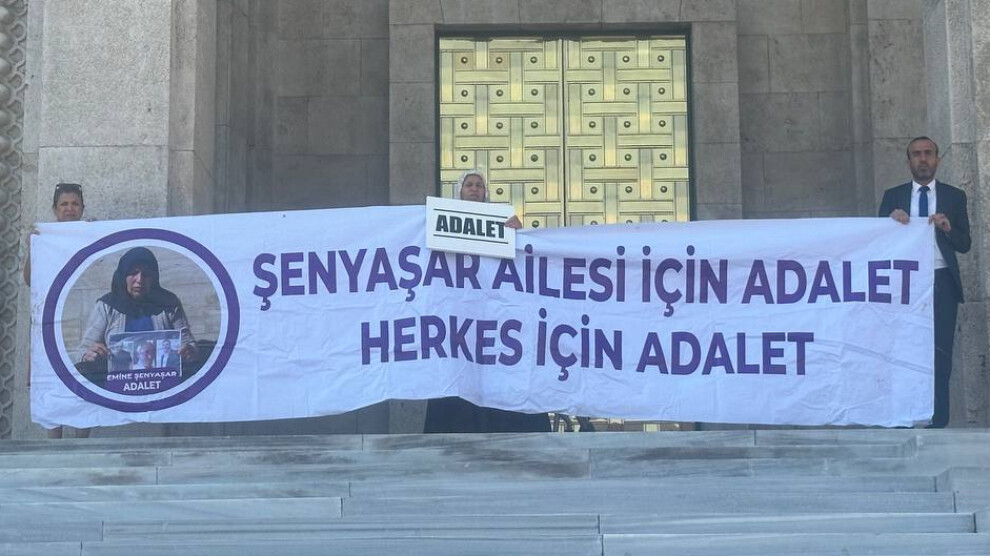 ADALET
ŞENYAŞAR AİLESİ İÇİN ADALET
HERKES İÇİN ADALET
EMİNE ŞENYAŞAR
ADALET